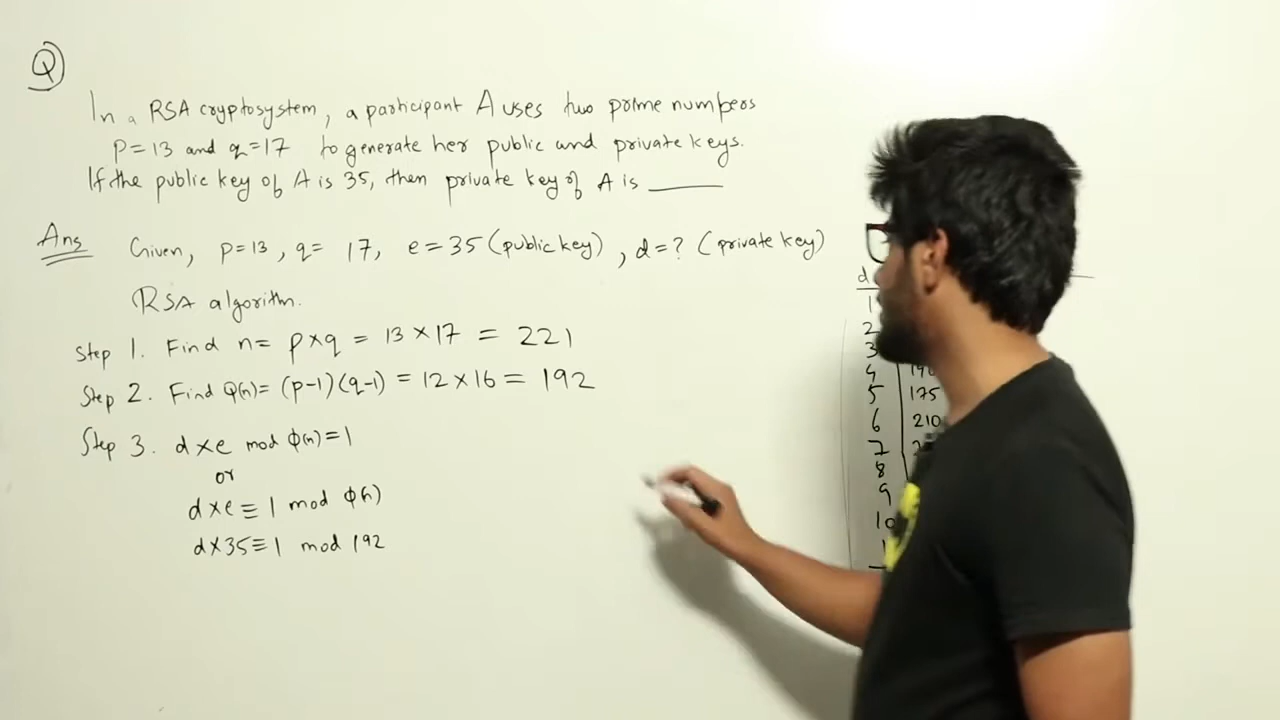 Q
In a RSA cryptosystem, a participant A uses two prime numbers
p=13 and q=17 to generate her public and private keys.
If the public key of A is 35, then private key of A is ______
Ans Given, p=13, q= 17, e=35 (public key), d=? (private key)
RSA algorithm.
Step 1. Find n= p×q = 13×17 = 221
Step 2. Find Q(n)= (p-1)(q-1) = 12×16 = 192
Step 3. d×e mod ϕ(n)=1
or
d×e ≡ 1 mod ϕ(n)
d×35 ≡ 1 mod 192
d
1
2
3
4
5 175
6 210
7
8
9
10